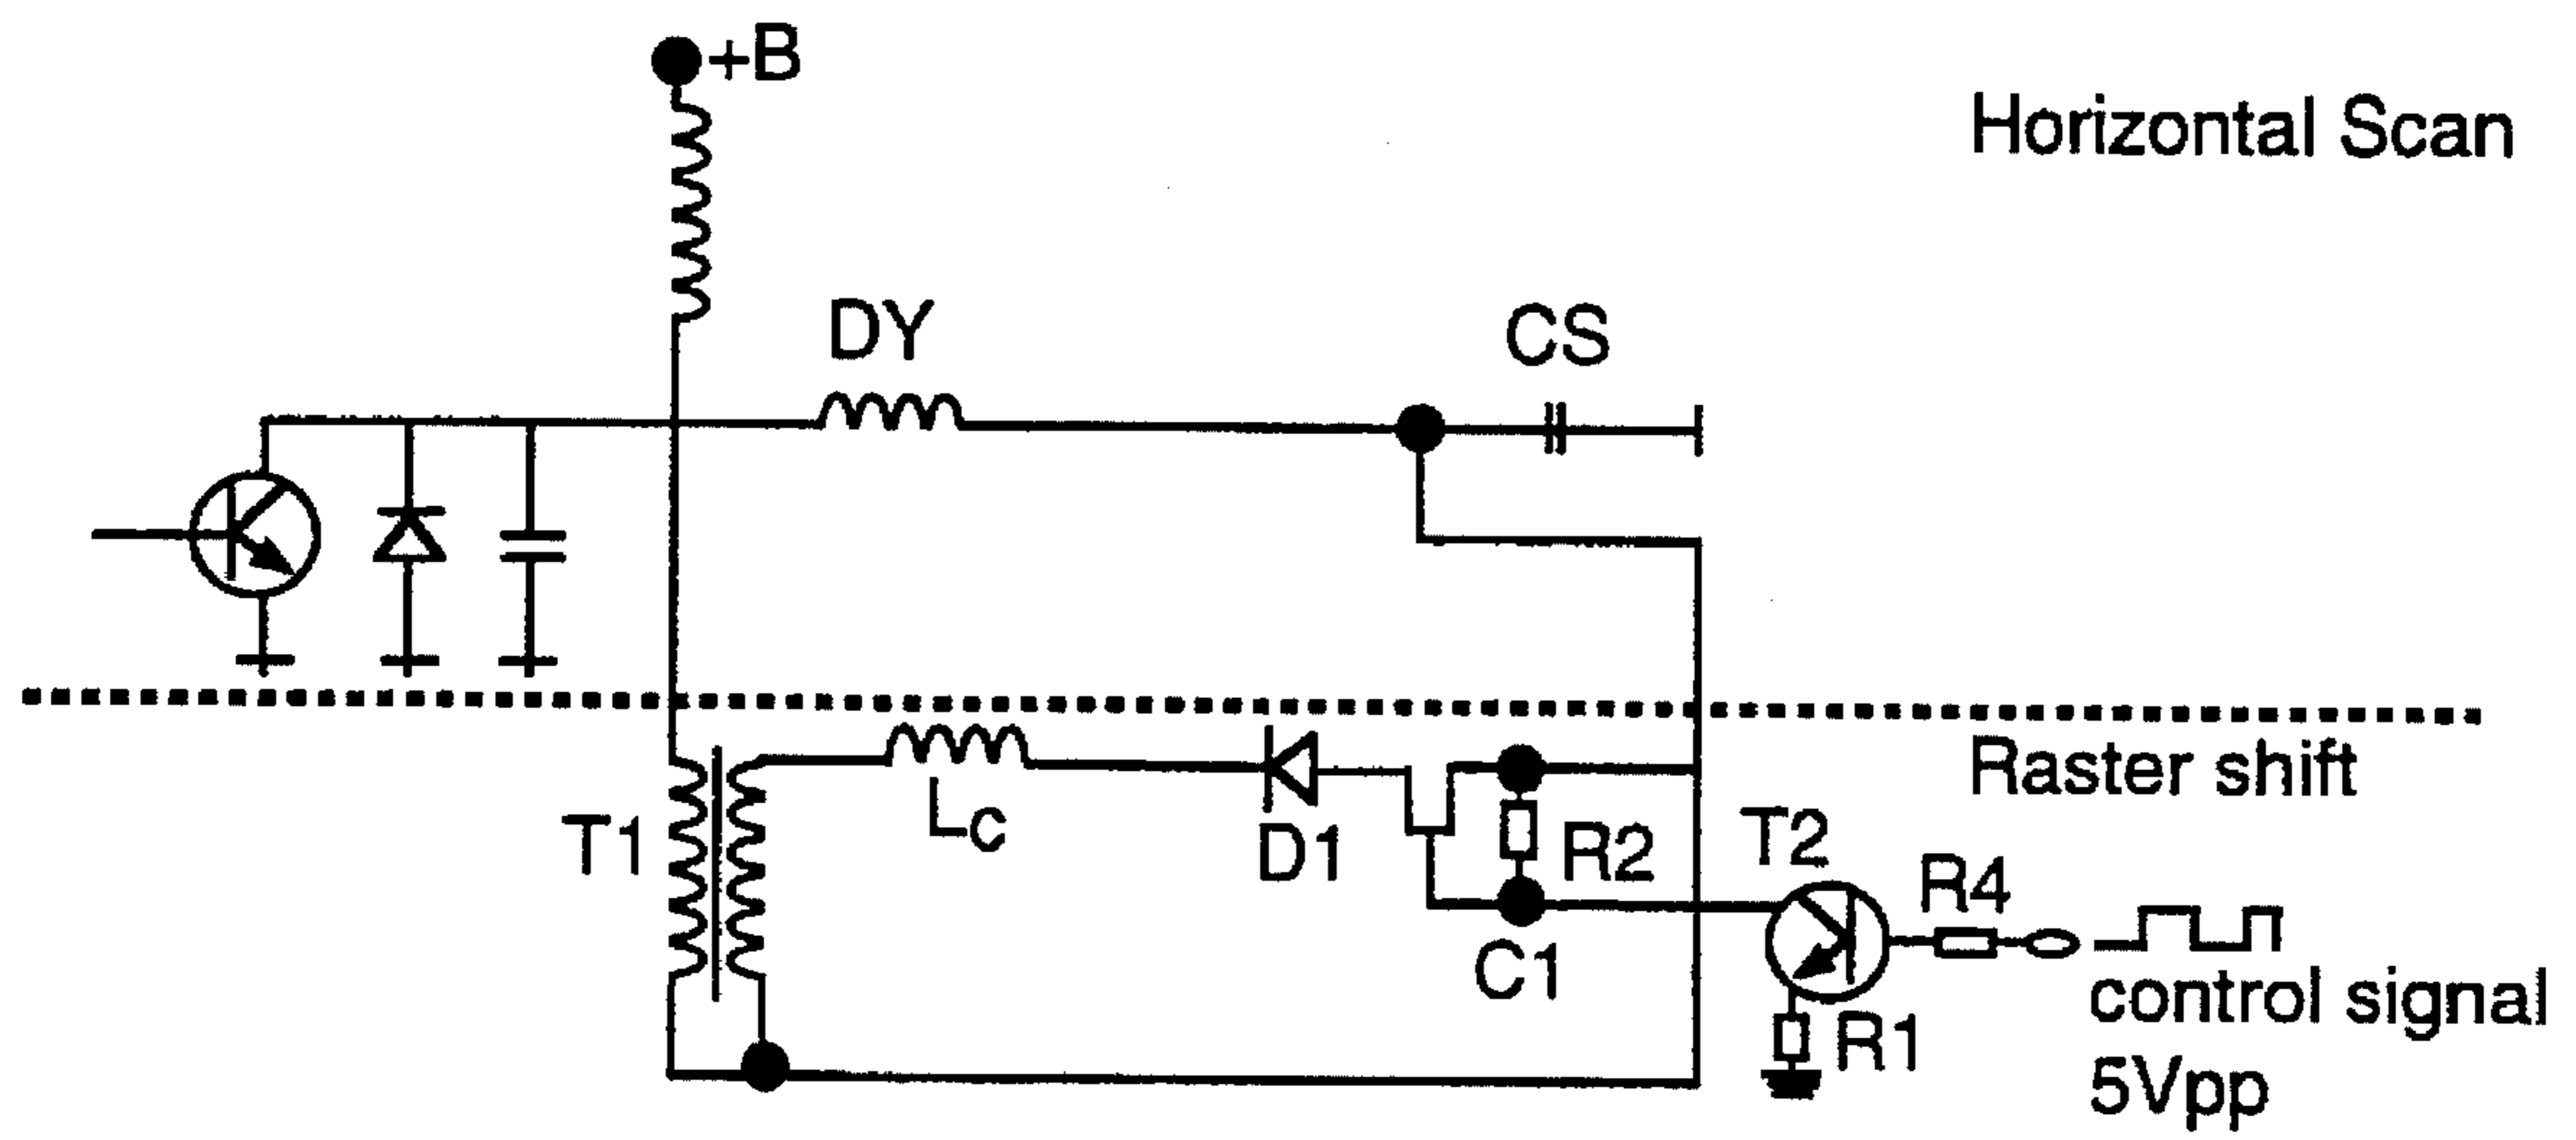 +B
Horizontal Scan
DY
CS
Raster shift
T1
LC
D1
R2
T2
R4
C1
R1
control signal
5Vpp